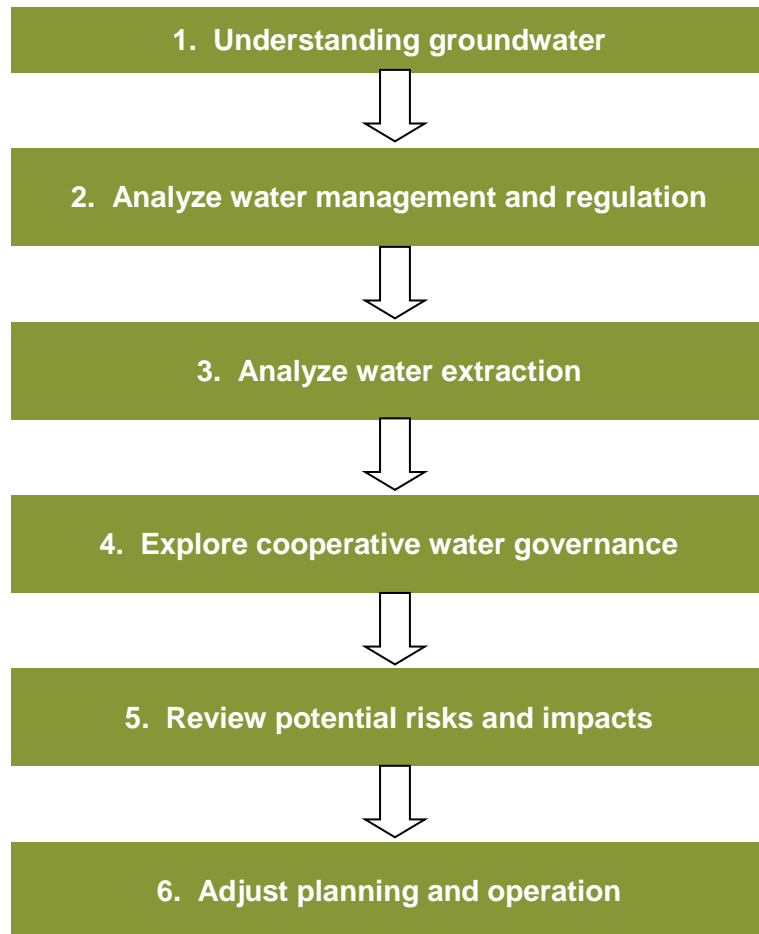 1. Understanding groundwater
2. Analyze water management and regulation
3. Analyze water extraction
4. Explore cooperative water governance
5. Review potential risks and impacts
6. Adjust planning and operation